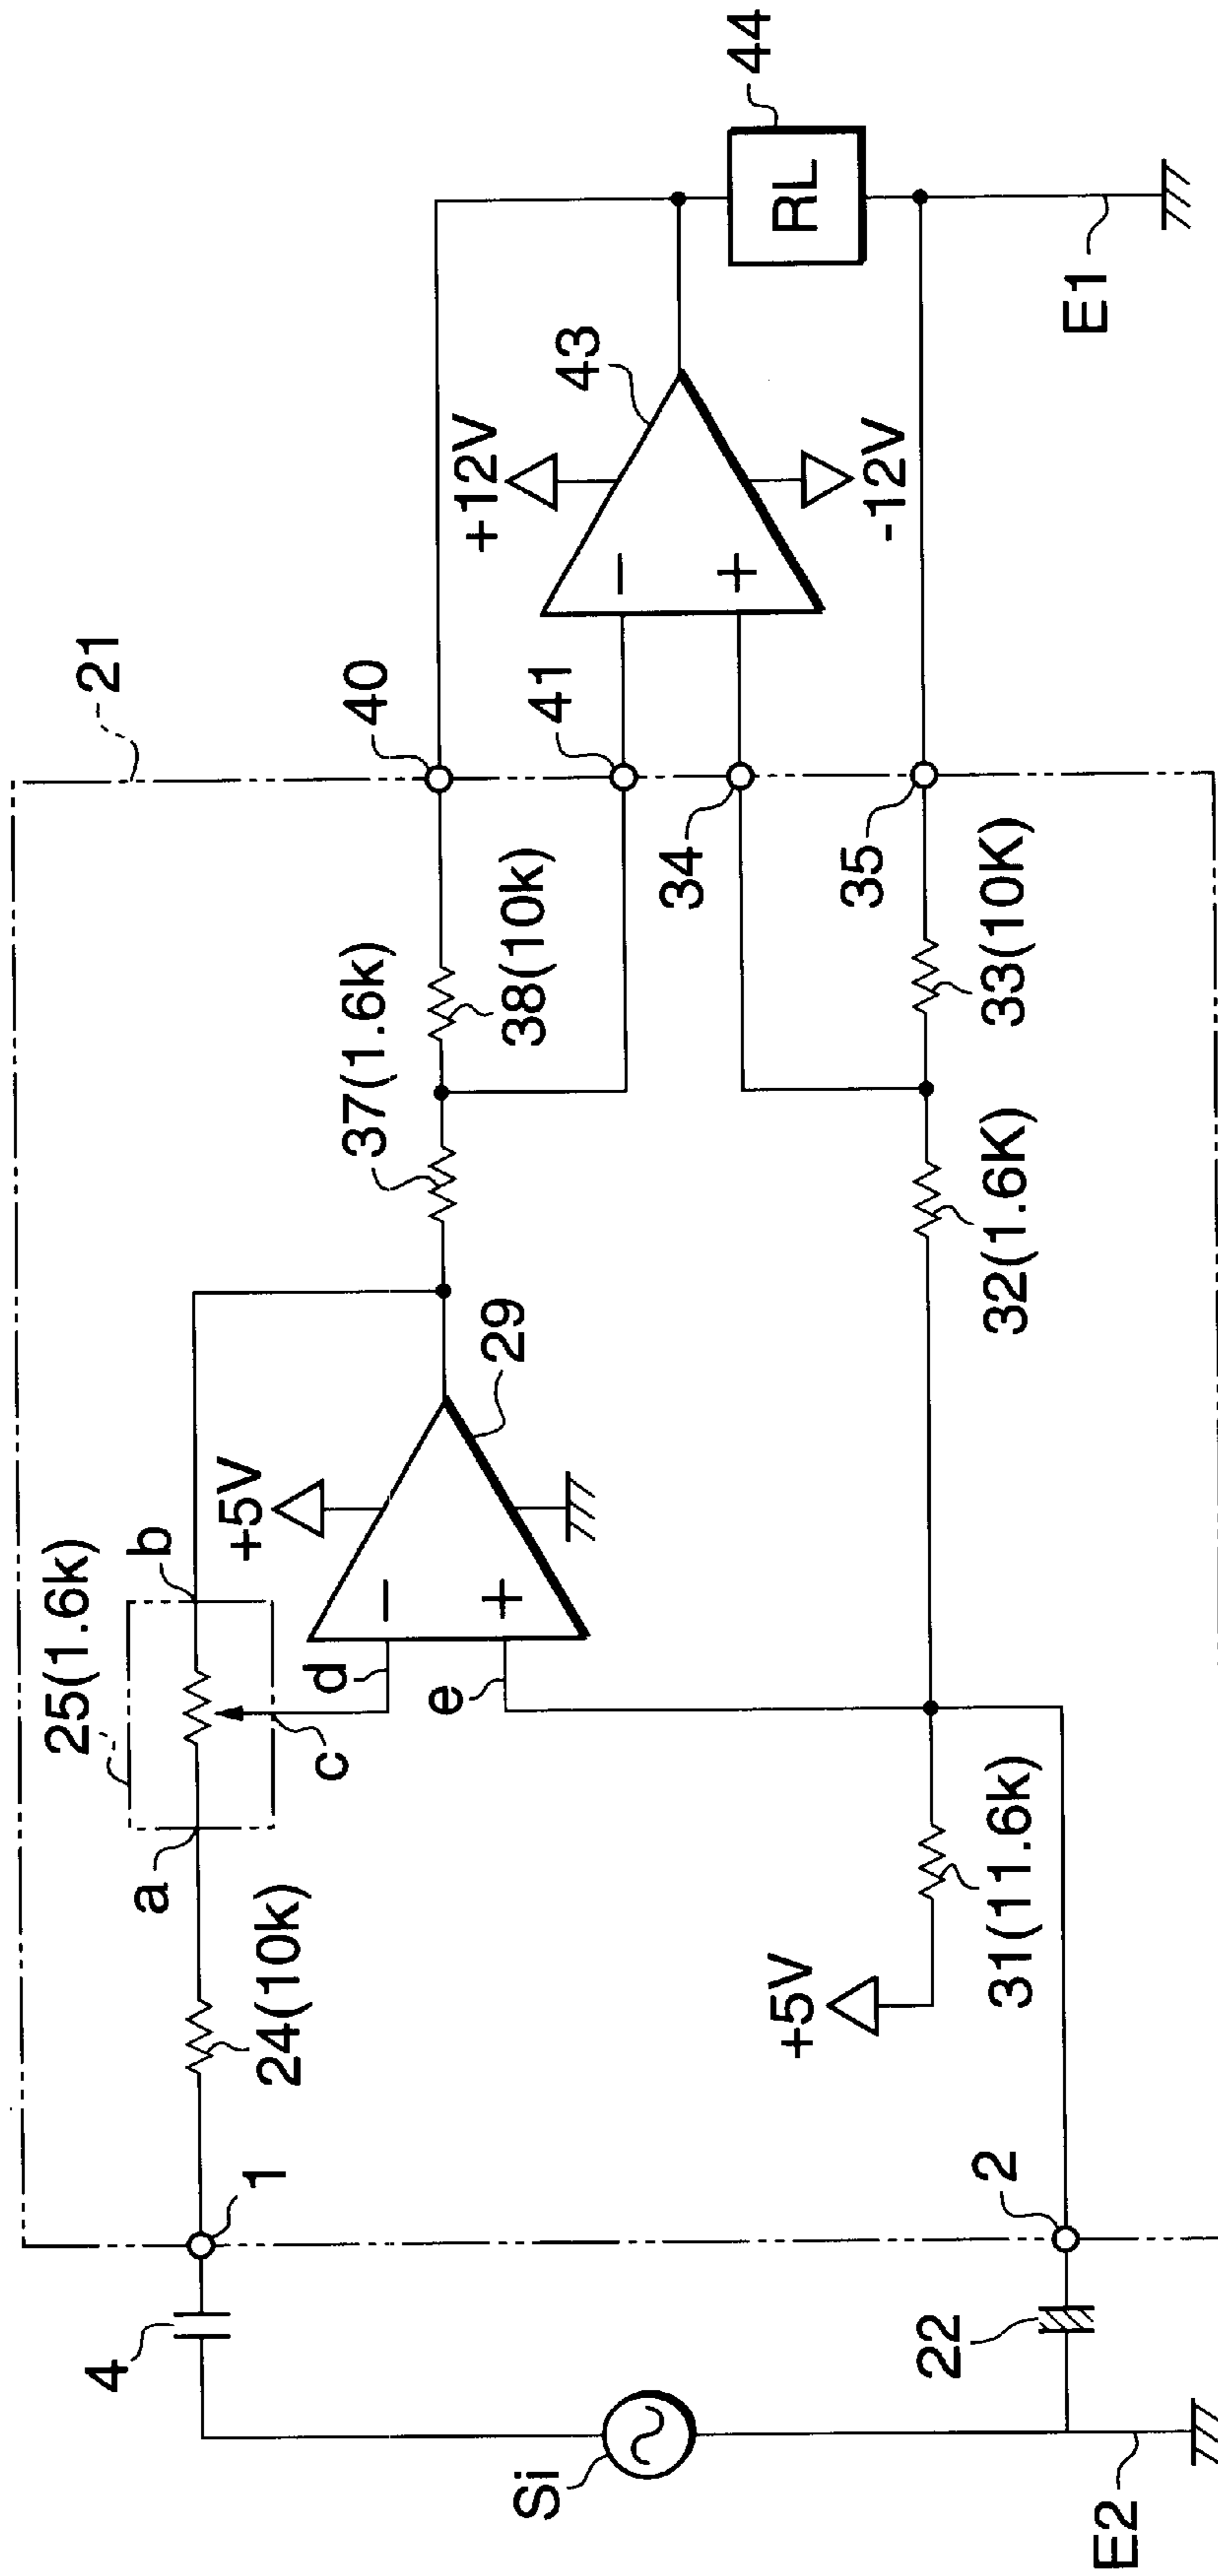 21
25(1.6k)
b
a
+5V
24(10k)
c
d
e
29
37(1.6k)
38(10k)
40
41
34
35
33(10K)
32(1.6K)
31(11.6k)
+5V
1
2
4
22
Si
E2
+12V
-12V
43
44
RL
E1
−
+
−
+